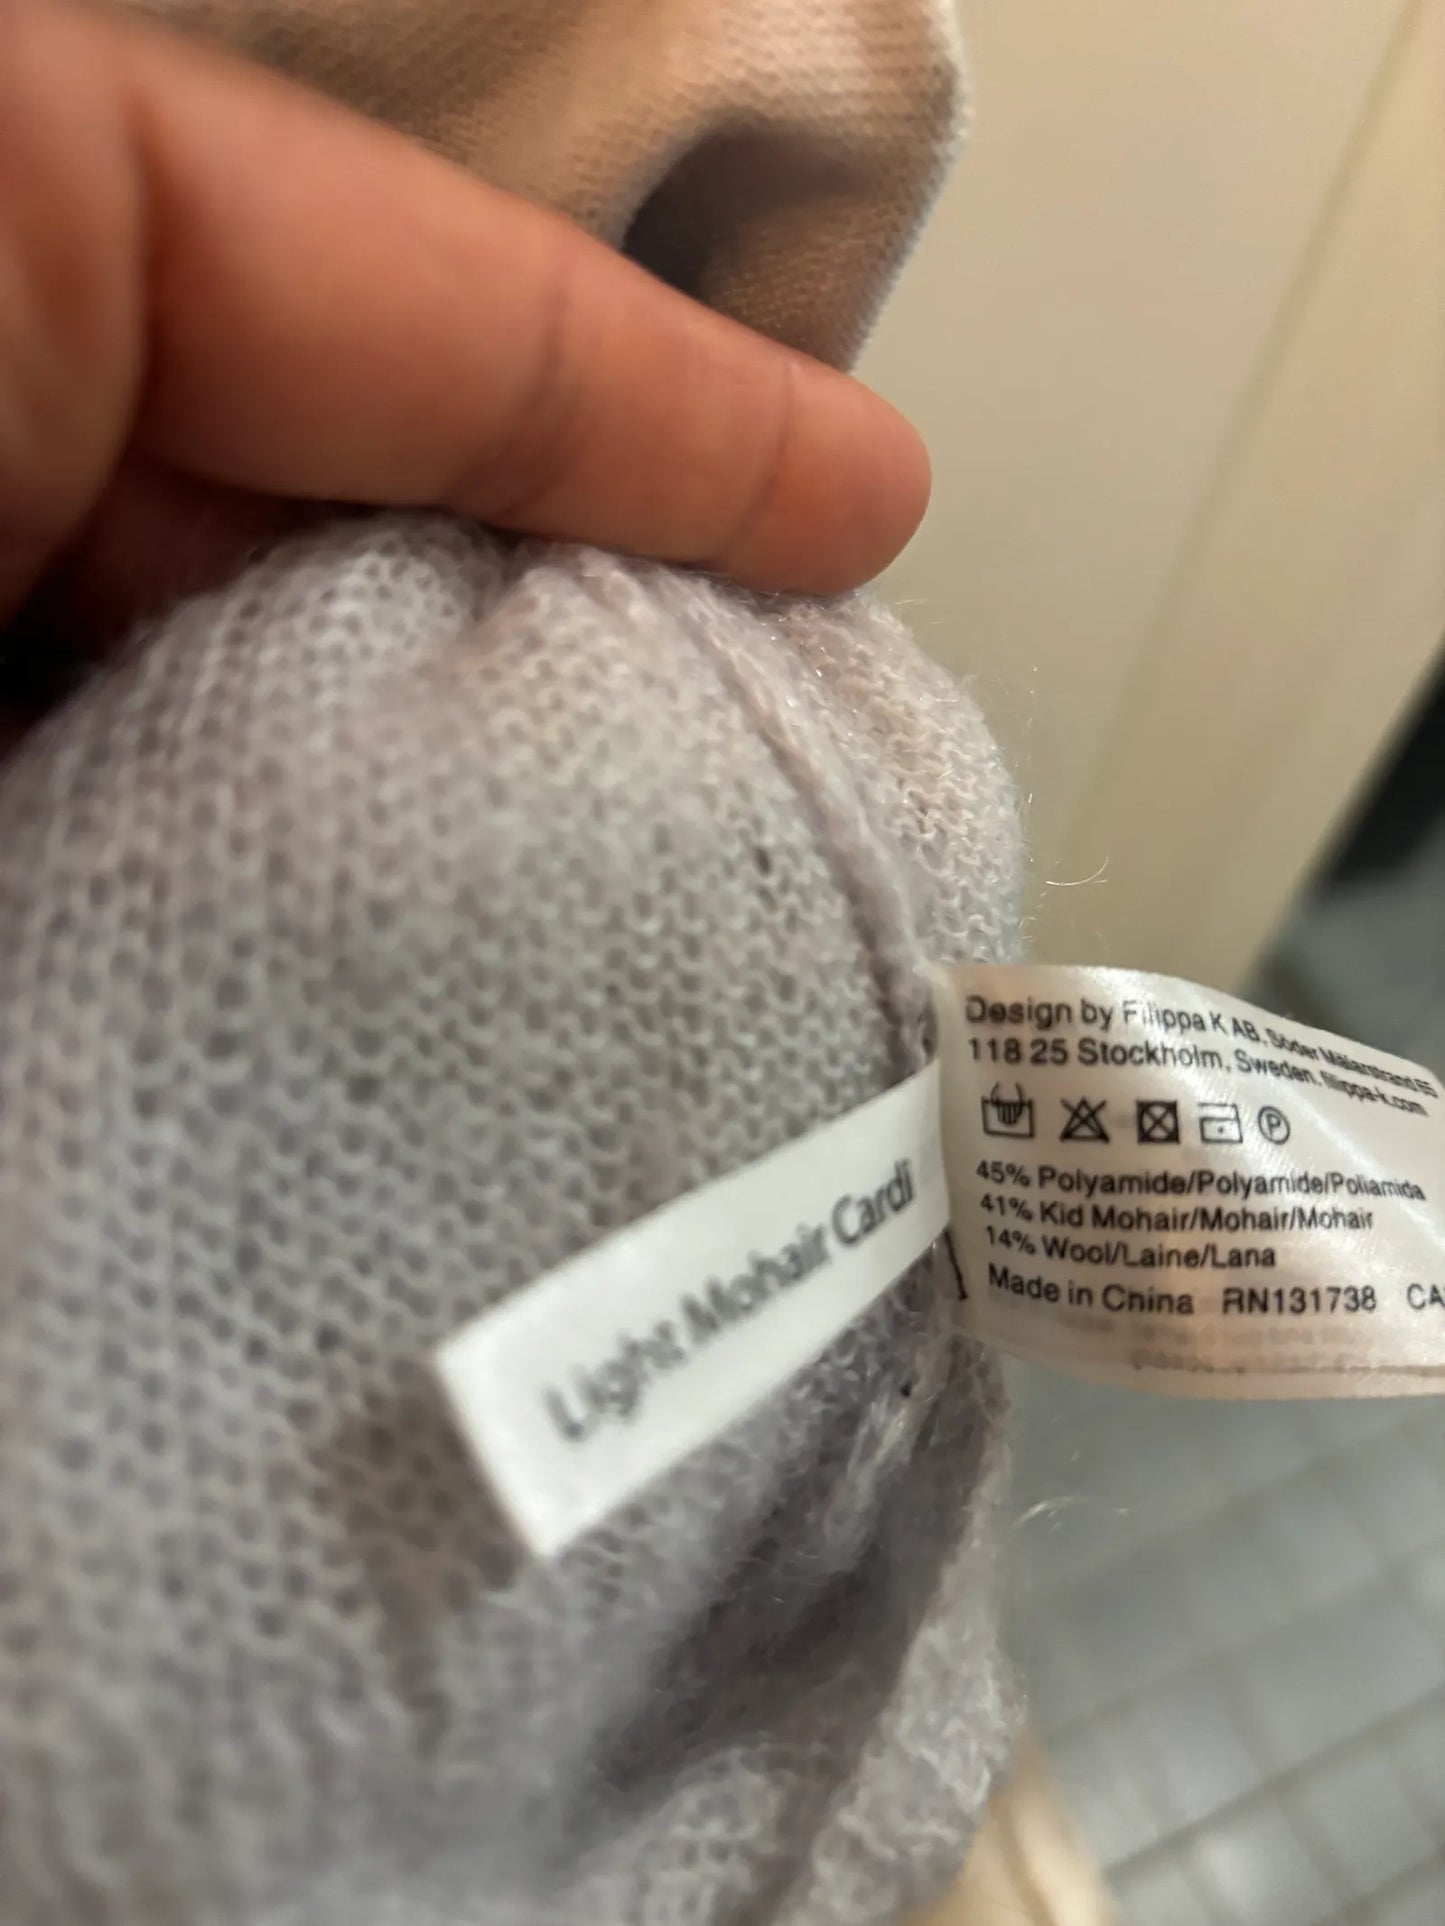 Design by Filippa K AB, Söder Mälarstrand 65
118 25 Stockholm, Sweden. filippa-k.com
P
45% Polyamide/Polyamide/Poliamida
41% Kid Mohair/Mohair/Mohair
14% Wool/Laine/Lana
Made in China RN131738 CA
Light Mohair Cardi